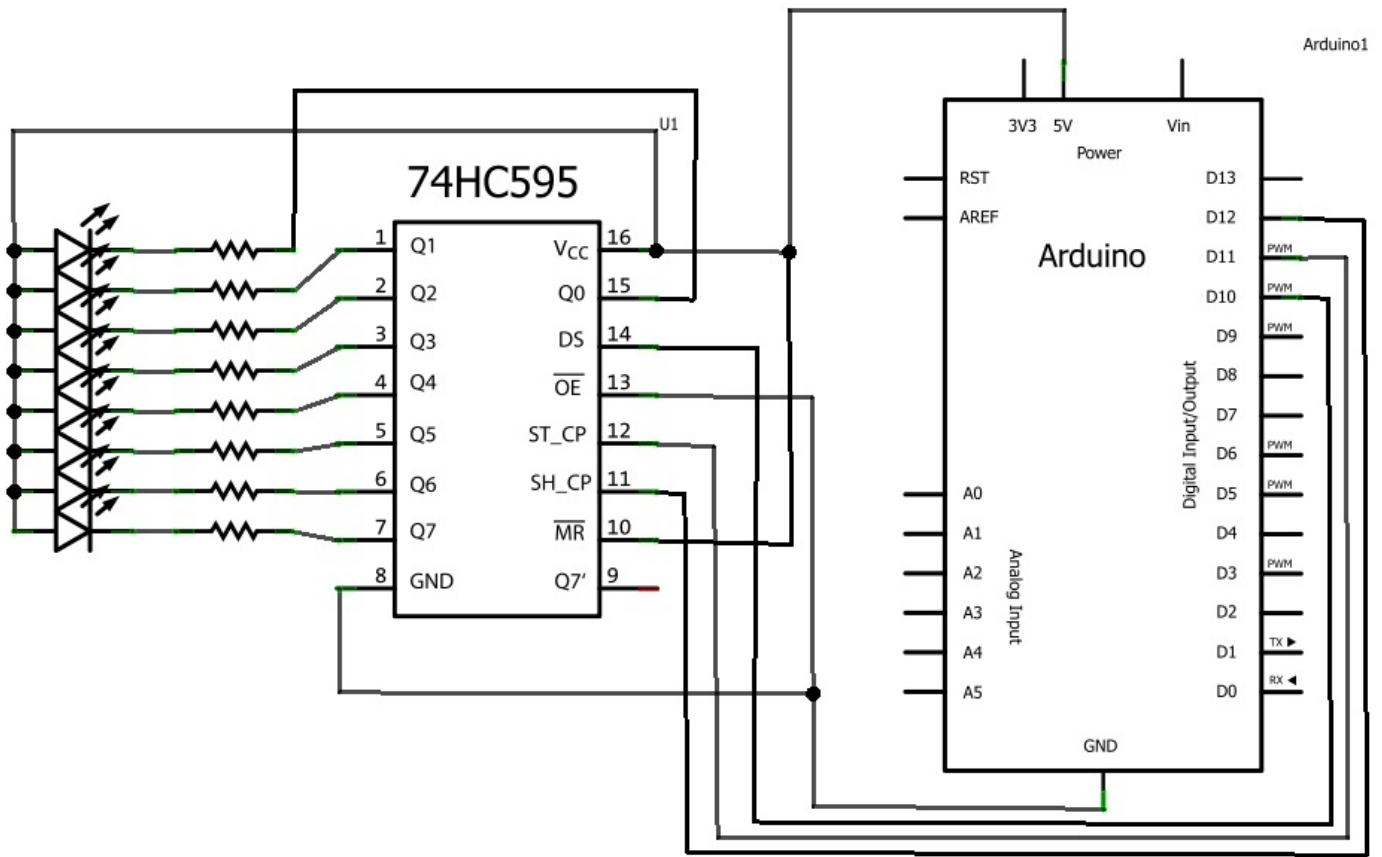 Arduino1
U1
3V3 5V Vin
Power
74HC595
RST D13
AREF D12
Arduino
1 Q1 VCC 16
D11 PWM
2 Q2 Q0 15
D10 PWM
3 Q3 DS 14
D9 PWM
4 Q4 OE 13
D8
5 Q5 ST_CP 12
D7
D6 PWM
6 Q6 SH_CP 11
A0 D5 PWM
7 Q7 MR 10
A1 D4
8 GND Q7′ 9
A2 D3 PWM
A3 D2
A4 D1 TX
A5 D0 RX
Digital Input/Output
Analog Input
GND